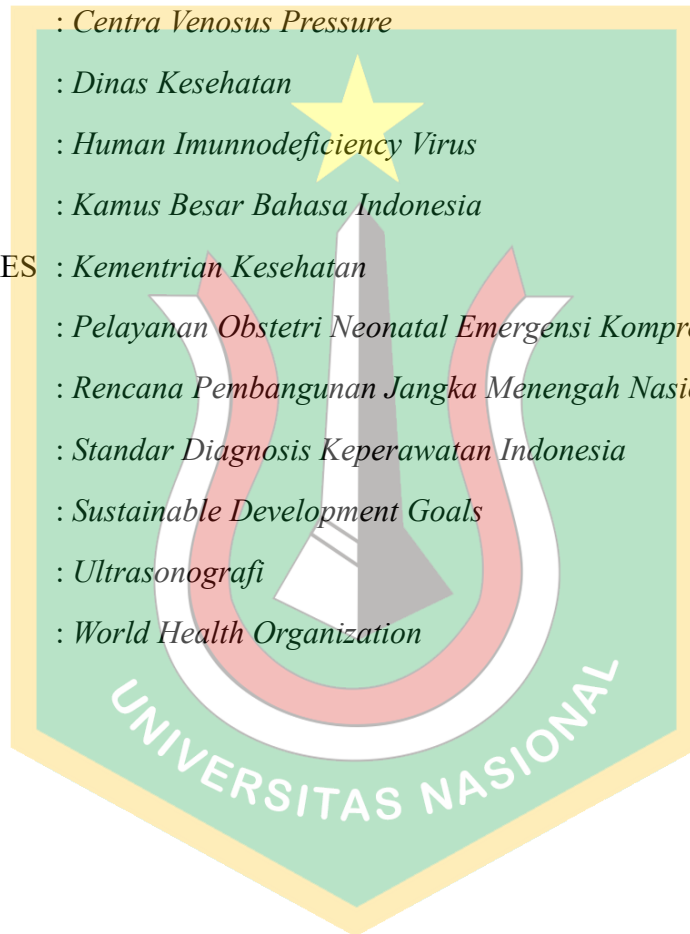 : Centra Venosus Pressure
: Dinas Kesehatan
: Human Imunnodeficiency Virus
: Kamus Besar Bahasa Indonesia
ES : Kementrian Kesehatan
: Pelayanan Obstetri Neonatal Emergensi Kompre
: Rencana Pembangunan Jangka Menengah Nasio
: Standar Diagnosis Keperawatan Indonesia
: Sustainable Development Goals
: Ultrasonografi
: World Health Organization
UNIVERSITAS NASIONAL